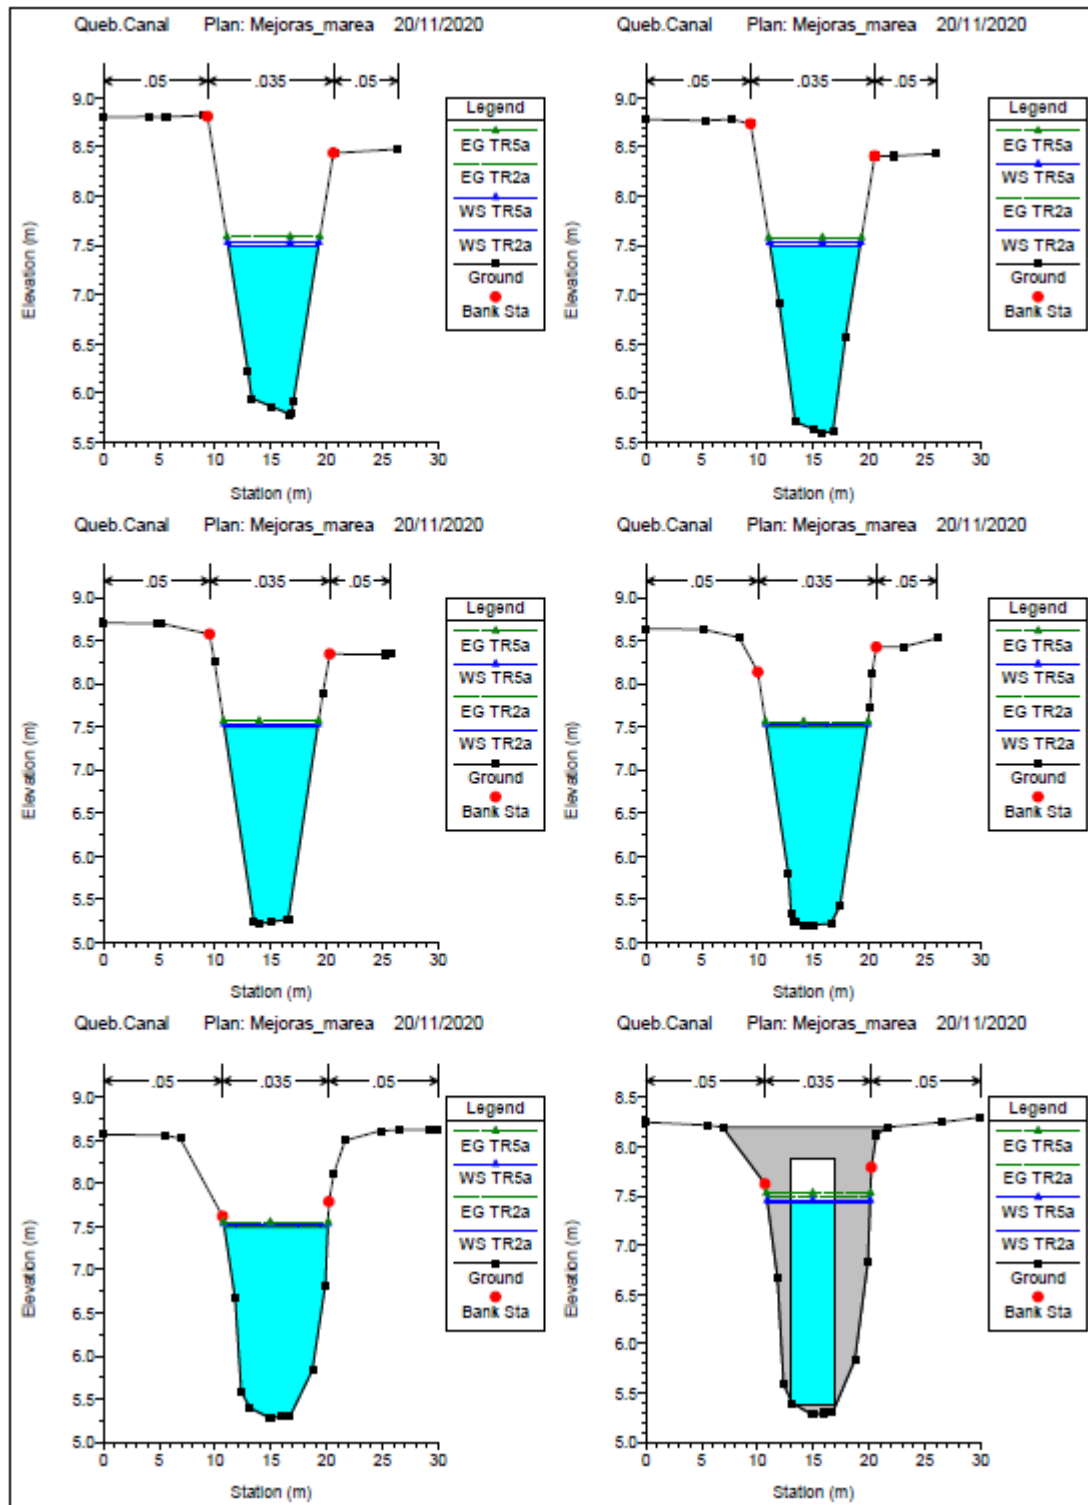 Queb.Canal Plan: Mejoras_marea 20/11/2020
.05 .035 .05
Elevation (m)
9.0
8.5
8.0
7.5
7.0
6.5
6.0
5.5
0 5 10 15 20 25 30
Station (m)
Legend
EG TR5a
EG TR2a
WS TR5a
WS TR2a
Ground
Bank Sta
Queb.Canal Plan: Mejoras_marea 20/11/2020
.05 .035 .05
Elevation (m)
9.0
8.5
8.0
7.5
7.0
6.5
6.0
5.5
0 5 10 15 20 25 30
Station (m)
Legend
EG TR5a
WS TR5a
EG TR2a
WS TR2a
Ground
Bank Sta
Queb.Canal Plan: Mejoras_marea 20/11/2020
.05 .035 .05
Elevation (m)
9.0
8.5
8.0
7.5
7.0
6.5
6.0
5.5
5.0
0 5 10 15 20 25 30
Station (m)
Legend
EG TR5a
WS TR5a
EG TR2a
WS TR2a
Ground
Bank Sta
Queb.Canal Plan: Mejoras_marea 20/11/2020
.05 .035 .05
Elevation (m)
9.0
8.5
8.0
7.5
7.0
6.5
6.0
5.5
5.0
0 5 10 15 20 25 30
Station (m)
Legend
EG TR5a
WS TR5a
EG TR2a
WS TR2a
Ground
Bank Sta
Queb.Canal Plan: Mejoras_marea 20/11/2020
.05 .035 .05
Elevation (m)
9.0
8.5
8.0
7.5
7.0
6.5
6.0
5.5
5.0
0 5 10 15 20 25 30
Station (m)
Legend
EG TR5a
WS TR5a
EG TR2a
WS TR2a
Ground
Bank Sta
Queb.Canal Plan: Mejoras_marea 20/11/2020
.05 .035 .05
Elevation (m)
8.5
8.0
7.5
7.0
6.5
6.0
5.5
5.0
0 5 10 15 20 25 30
Station (m)
Legend
EG TR5a
EG TR2a
WS TR5a
WS TR2a
Ground
Bank Sta